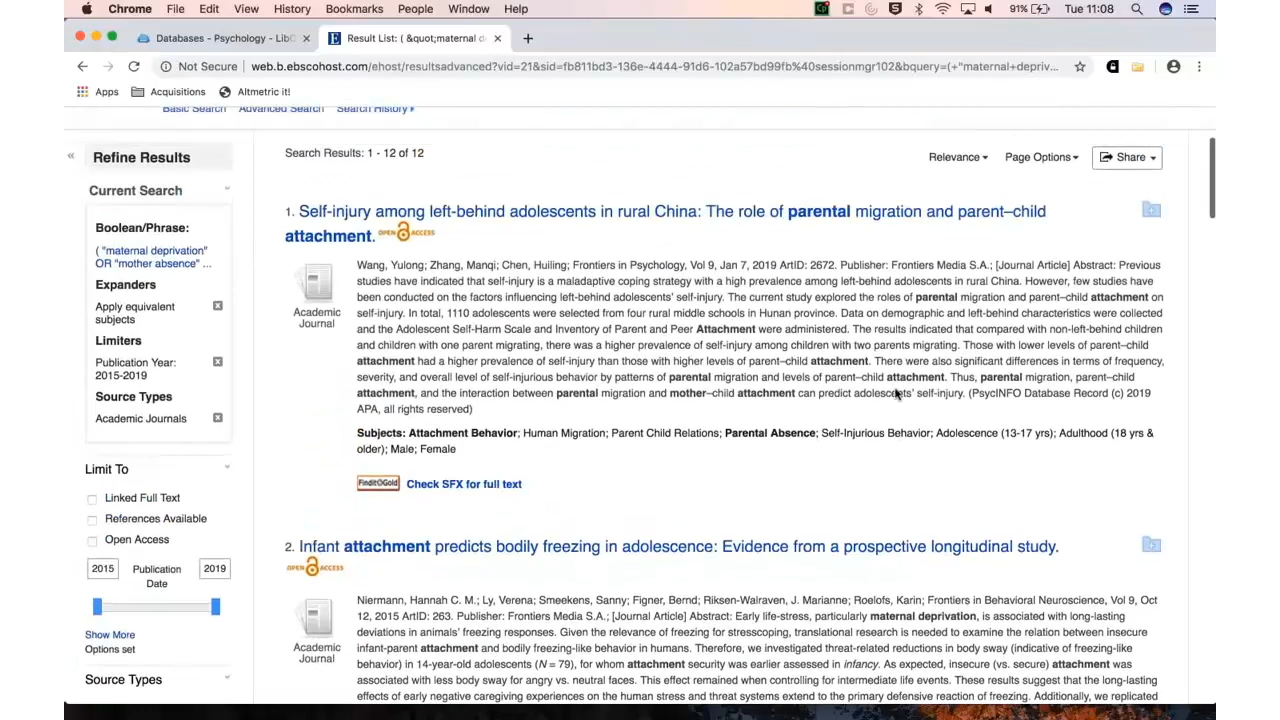 Chrome File Edit View History Bookmarks People Window Help 91% Tue 11:08
Databases - Psychology - LibG × Result List: ( &quot;maternal d × +
Not Secure | web.b.ebscohost.com/ehost/resultsadvanced?vid=21&sid=fb811bd3-136e-4444-91d6-102a57bd99fb%40sessionmgr102&bquery=(+"maternal+depriv...
Apps Acquisitions Altmetric it!
Basic Search Advanced Search Search History
« Refine Results
Current Search
Boolean/Phrase:
( "maternal deprivation"
OR "mother absence" ...
Expanders
Apply equivalent
subjects
Limiters
Publication Year:
2015-2019
Source Types
Academic Journals
Limit To
Linked Full Text
References Available
Open Access
2015 Publication 2019
Date
Show More
Options set
Source Types
Search Results: 1 - 12 of 12
Relevance Page Options Share
1. Self-injury among left-behind adolescents in rural China: The role of parental migration and parent–child
attachment. OPEN ACCESS
Academic
Journal
Wang, Yulong; Zhang, Manqi; Chen, Huiling; Frontiers in Psychology, Vol 9, Jan 7, 2019 ArtID: 2672. Publisher: Frontiers Media S.A.; [Journal Article] Abstract: Previous
studies have indicated that self-injury is a maladaptive coping strategy with a high prevalence among left-behind adolescents in rural China. However, few studies have
been conducted on the factors influencing left-behind adolescents' self-injury. The current study explored the roles of parental migration and parent–child attachment on
self-injury. In total, 1110 adolescents were selected from four rural middle schools in Hunan province. Data on demographic and left-behind characteristics were collected
and the Adolescent Self-Harm Scale and Inventory of Parent and Peer Attachment were administered. The results indicated that compared with non-left-behind children
and children with one parent migrating, there was a higher prevalence of self-injury among children with two parents migrating. Those with lower levels of parent–child
attachment had a higher prevalence of self-injury than those with higher levels of parent–child attachment. There were also significant differences in terms of frequency,
severity, and overall level of self-injurious behavior by patterns of parental migration and levels of parent–child attachment. Thus, parental migration, parent–child
attachment, and the interaction between parental migration and mother–child attachment can predict adolescents' self-injury. (PsycINFO Database Record (c) 2019
APA, all rights reserved)
Subjects: Attachment Behavior; Human Migration; Parent Child Relations; Parental Absence; Self-Injurious Behavior; Adolescence (13-17 yrs); Adulthood (18 yrs &
older); Male; Female
Findit@Gold Check SFX for full text
2. Infant attachment predicts bodily freezing in adolescence: Evidence from a prospective longitudinal study.
OPEN ACCESS
Academic
Journal
Niermann, Hannah C. M.; Ly, Verena; Smeekens, Sanny; Figner, Bernd; Riksen-Walraven, J. Marianne; Roelofs, Karin; Frontiers in Behavioral Neuroscience, Vol 9, Oct
12, 2015 ArtID: 263. Publisher: Frontiers Media S.A.; [Journal Article] Abstract: Early life-stress, particularly maternal deprivation, is associated with long-lasting
deviations in animals' freezing responses. Given the relevance of freezing for stresscoping, translational research is needed to examine the relation between insecure
infant-parent attachment and bodily freezing-like behavior in humans. Therefore, we investigated threat-related reductions in body sway (indicative of freezing-like
behavior) in 14-year-old adolescents (N = 79), for whom attachment security was earlier assessed in infancy. As expected, insecure (vs. secure) attachment was
associated with less body sway for angry vs. neutral faces. This effect remained when controlling for intermediate life events. These results suggest that the long-lasting
effects of early negative caregiving experiences on the human stress and threat systems extend to the primary defensive reaction of freezing. Additionally, we replicated